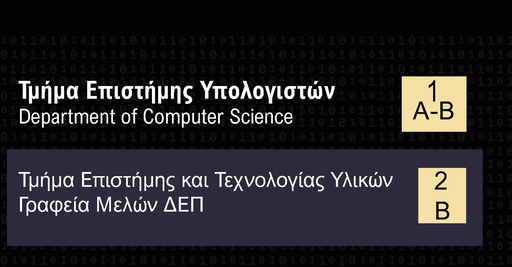 Τμήμα Επιστήμης Υπολογιστών
Department of Computer Science
1
Α-Β
Τμήμα Επιστήμης και Τεχνολογίας Υλικών
Γραφεία Μελών ΔΕΠ
2
Β